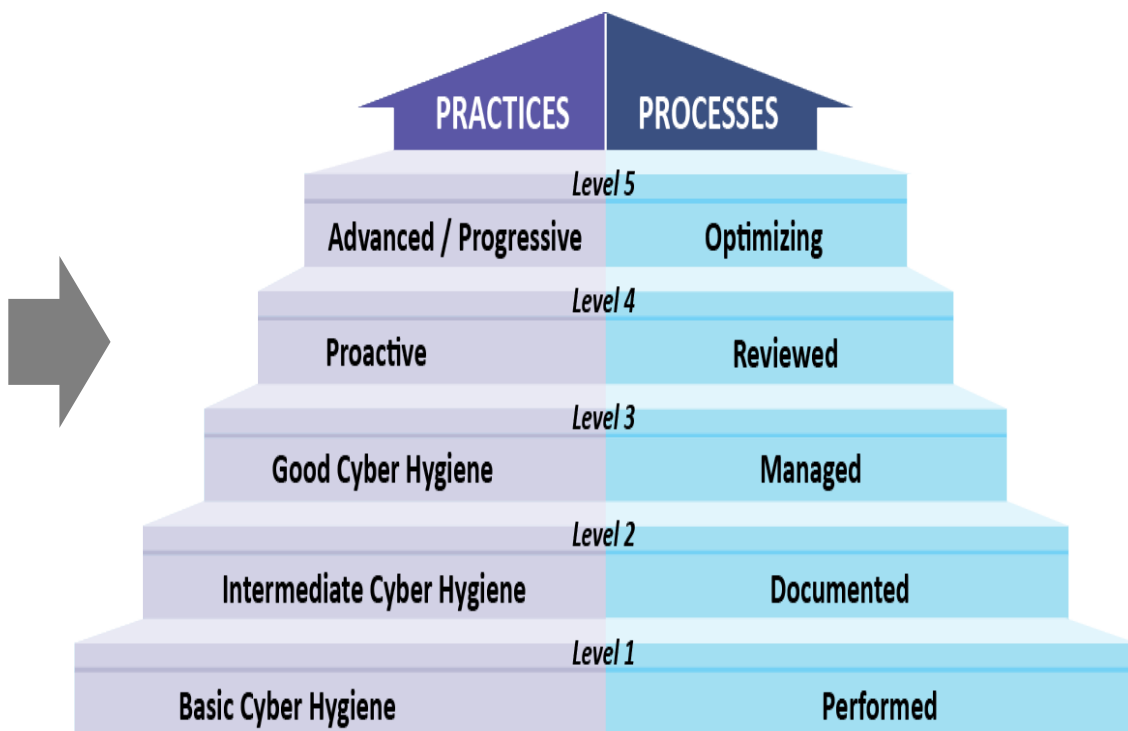 PRACTICES PROCESSES
Level 5
Advanced / Progressive Optimizing
Level 4
Proactive Reviewed
Level 3
Good Cyber Hygiene Managed
Level 2
Intermediate Cyber Hygiene Documented
Level 1
Basic Cyber Hygiene Performed